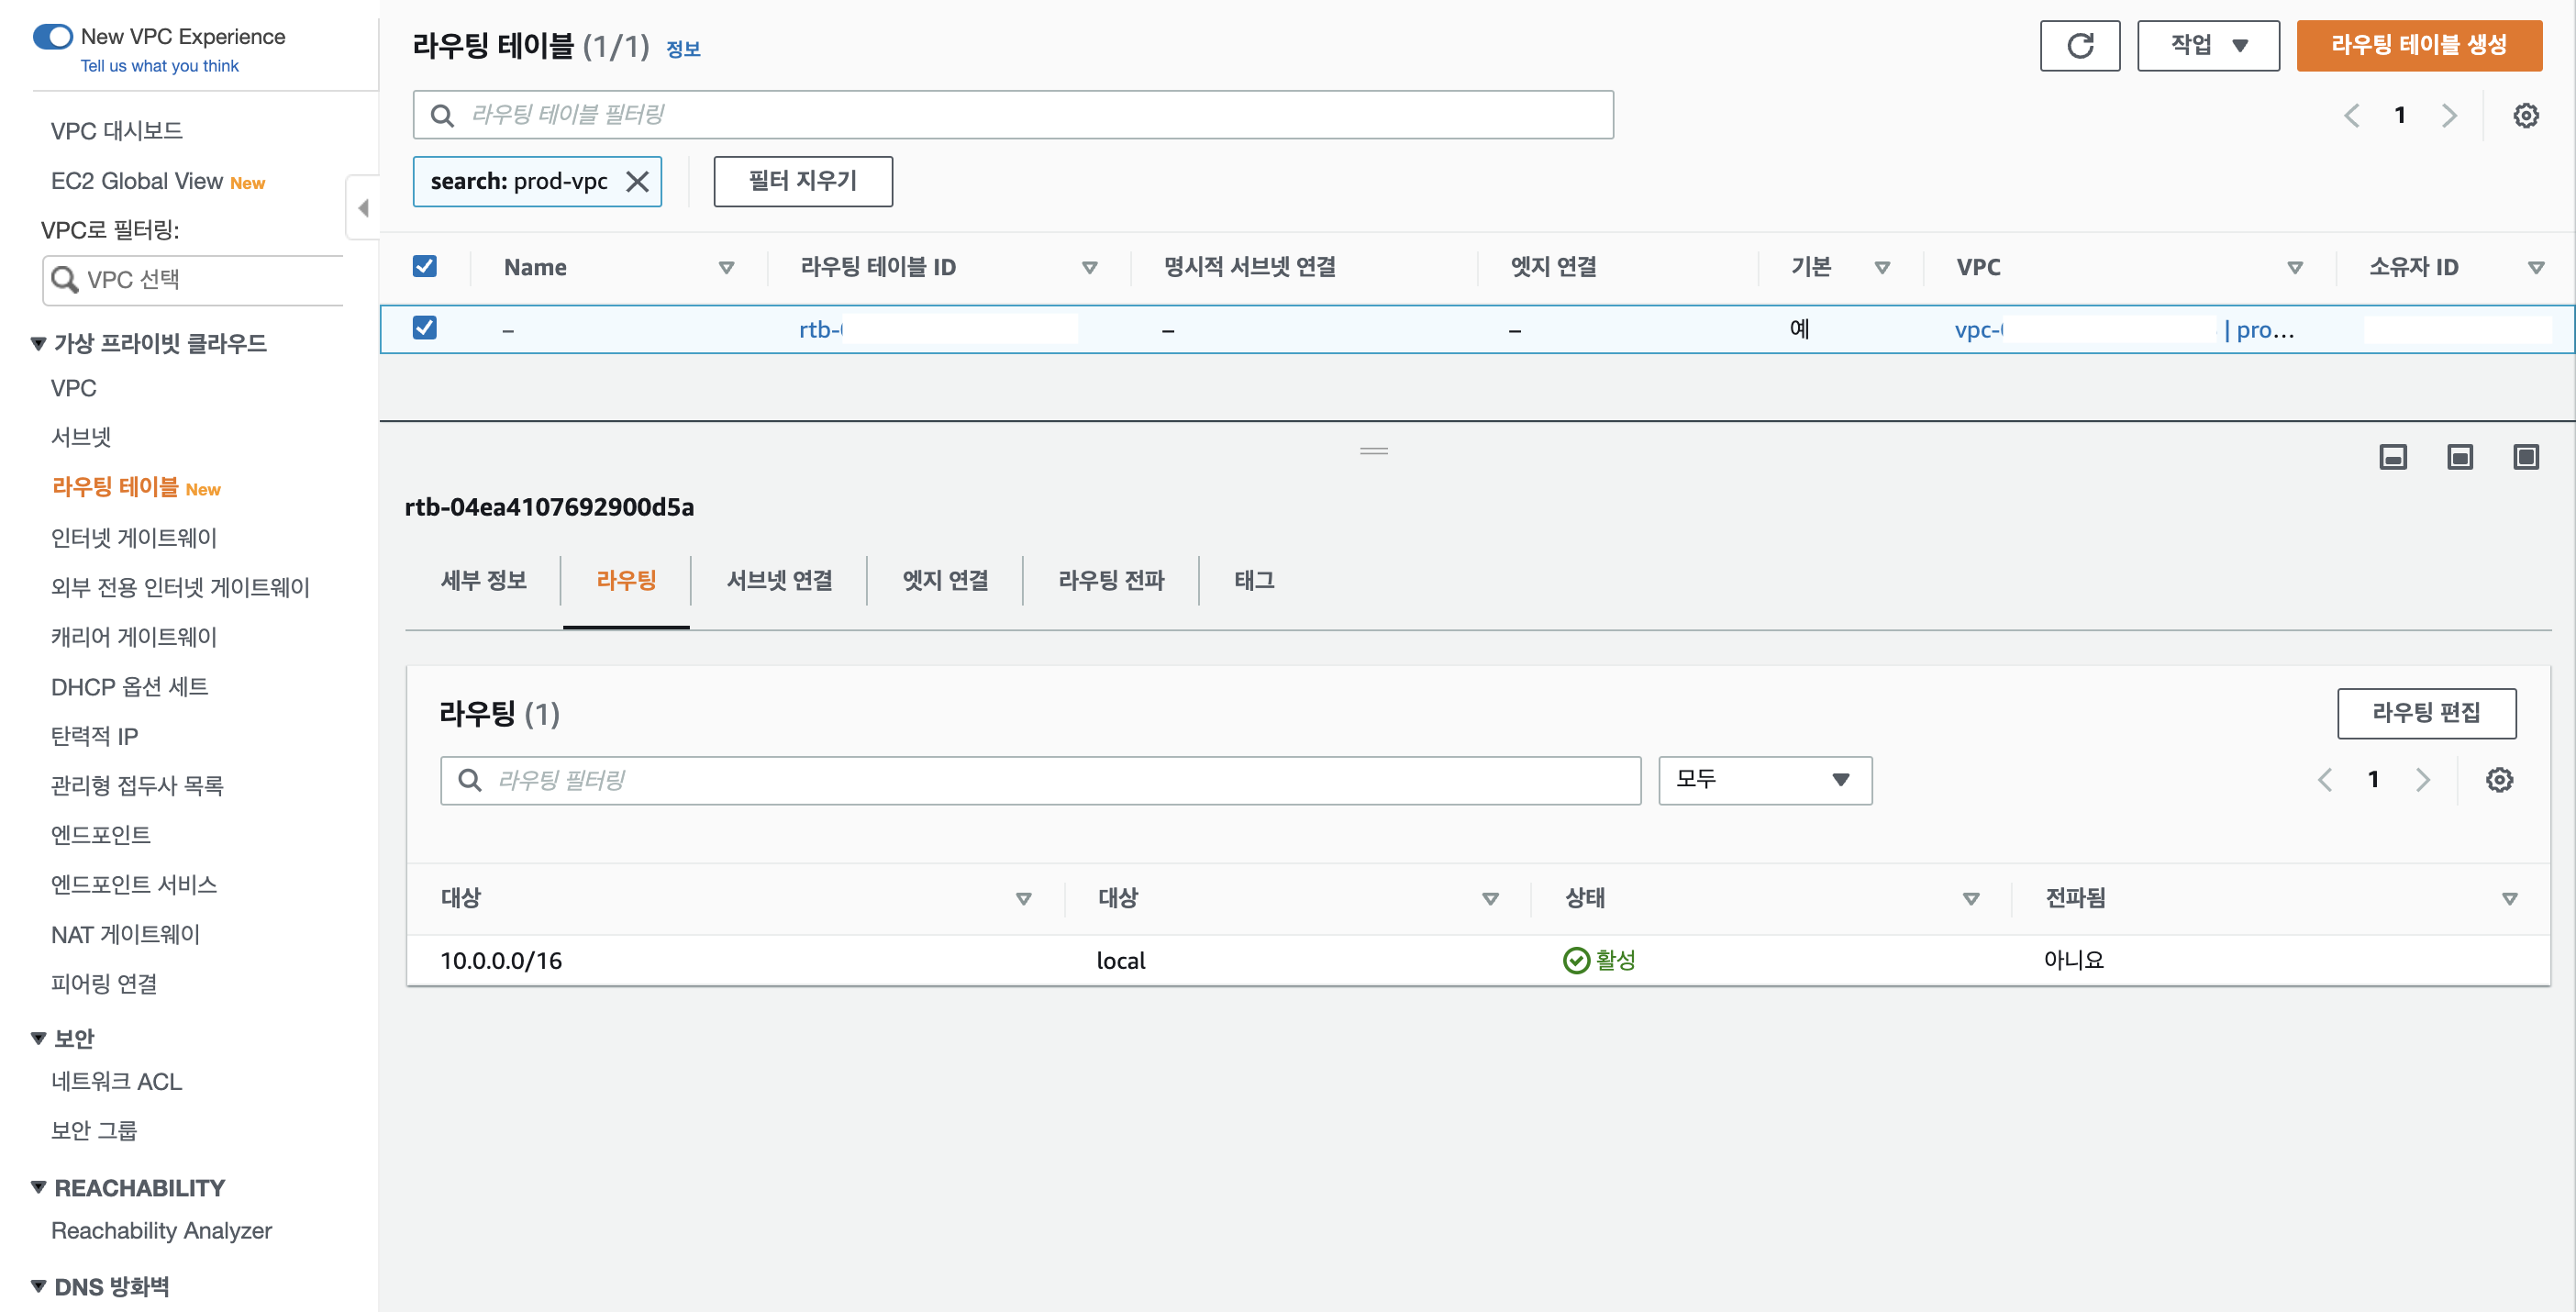 New VPC Experience
Tell us what you think
VPC 대시보드
EC2 Global View New
VPC로 필터링:
VPC 선택
가상 프라이빗 클라우드
VPC
서브넷
라우팅 테이블 New
인터넷 게이트웨이
외부 전용 인터넷 게이트웨이
캐리어 게이트웨이
DHCP 옵션 세트
탄력적 IP
관리형 접두사 목록
엔드포인트
엔드포인트 서비스
NAT 게이트웨이
피어링 연결
보안
네트워크 ACL
보안 그룹
REACHABILITY
Reachability Analyzer
DNS 방화벽
라우팅 테이블 (1/1) 정보
작업
라우팅 테이블 생성
라우팅 테이블 필터링
1
search: prod-vpc
필터 지우기
Name 라우팅 테이블 ID 명시적 서브넷 연결 엣지 연결 기본 VPC 소유자 ID
– rtb- – – 예 vpc- | pro...
rtb-04ea4107692900d5a
세부 정보 라우팅 서브넷 연결 엣지 연결 라우팅 전파 태그
라우팅 (1)
라우팅 편집
라우팅 필터링
모두
1
대상 대상 상태 전파됨
10.0.0.0/16 local 활성 아니요